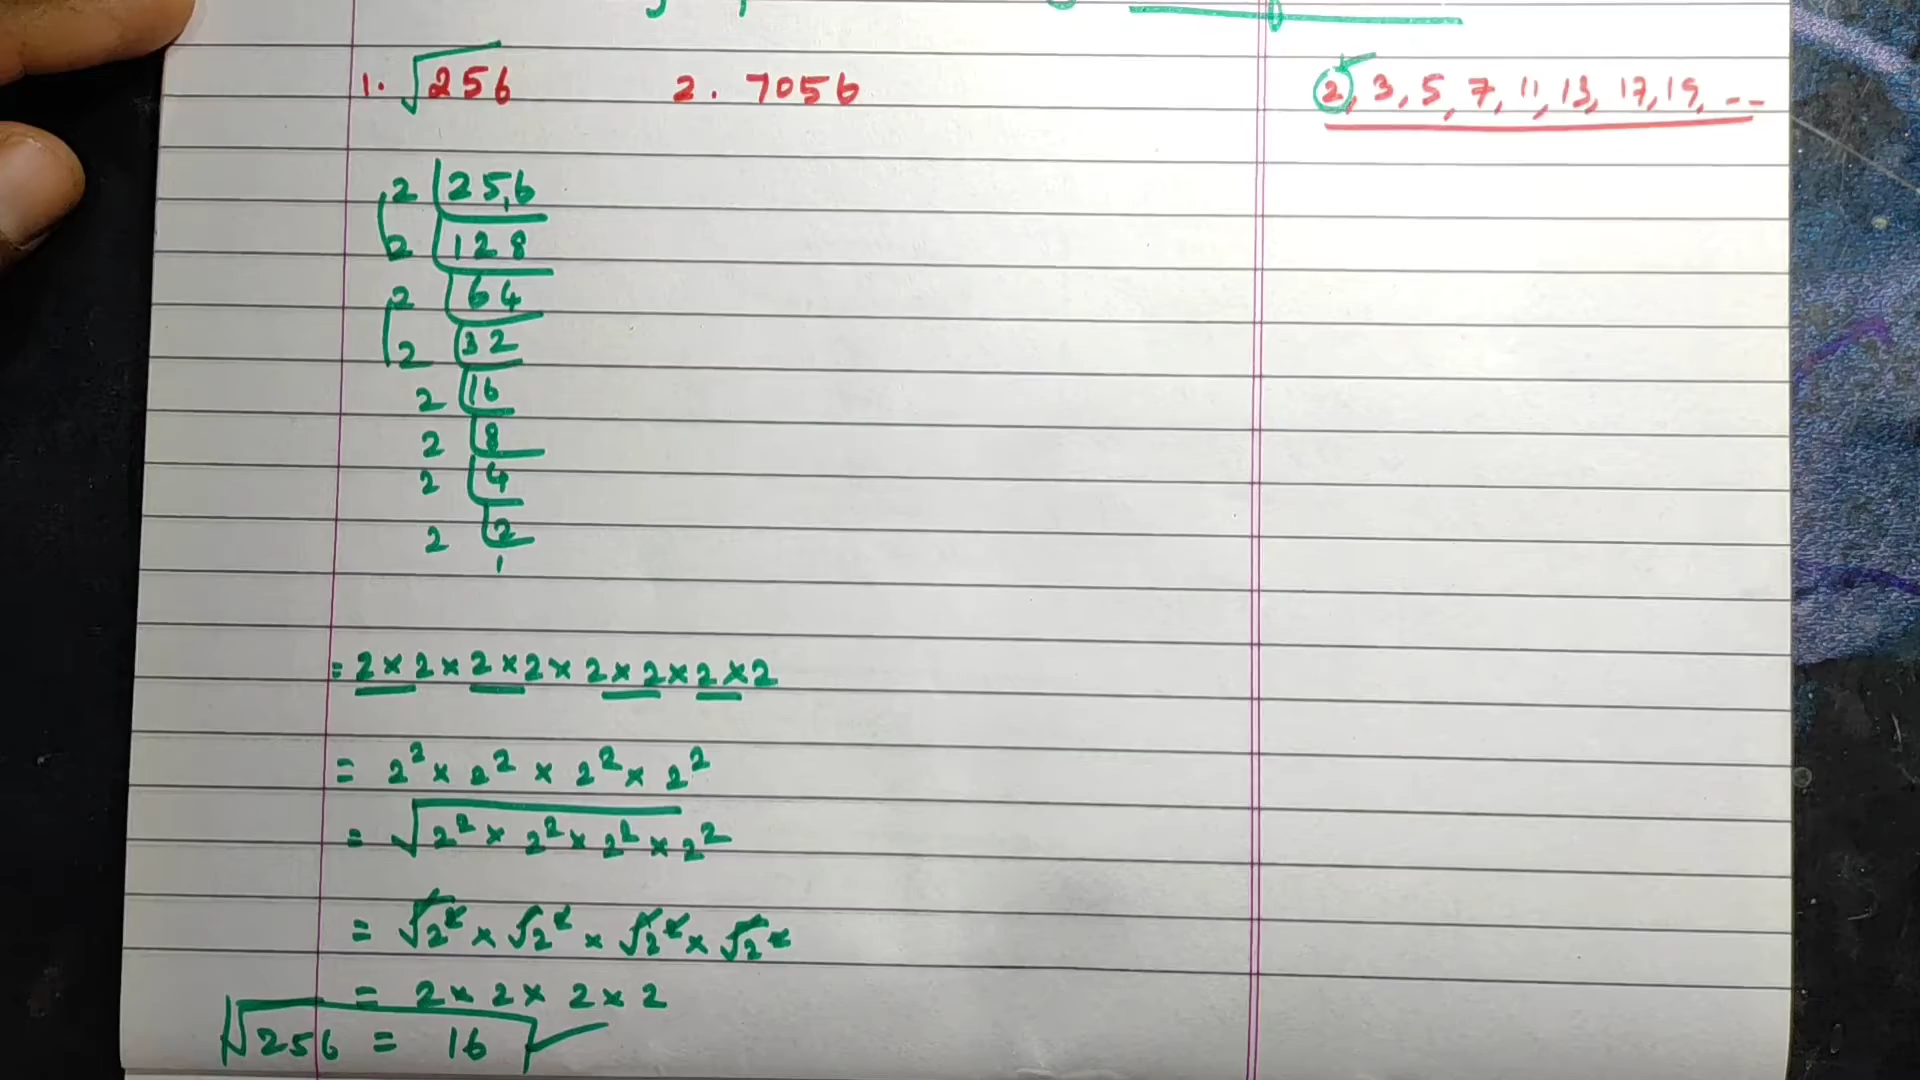 1. √256 2. 7056 2, 3, 5, 7, 11, 13, 17, 19, --
2 | 25,6
2 | 128
2 | 64
2 | 32
2 | 16
2 | 8
2 | 4
2 | 2
1
= 2 × 2 × 2 × 2 × 2 × 2 × 2 × 2
= 2² × 2² × 2² × 2²
= √2² × 2² × 2² × 2²
= √2² × √2² × √2² × √2²
= 2 × 2 × 2 × 2
√256 = 16